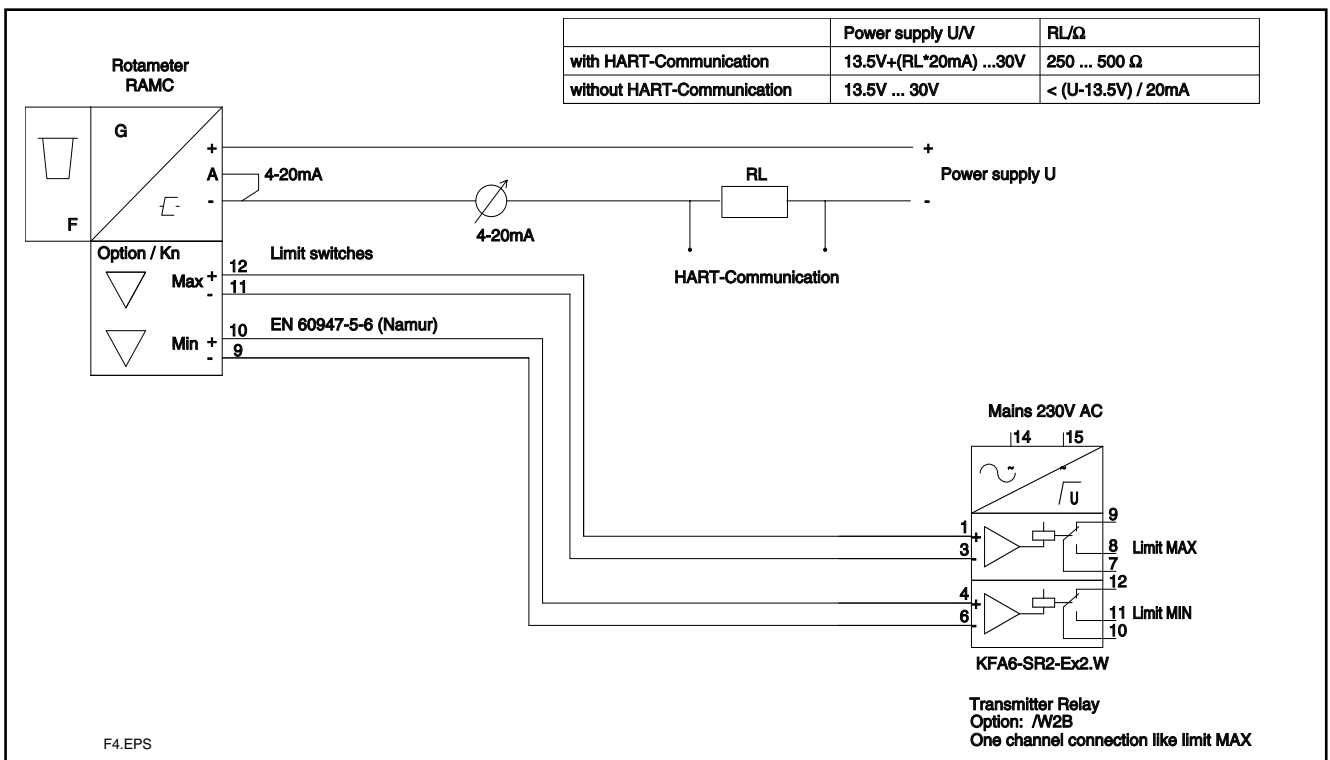 Power supply U/V RL/Ω
with HART-Communication 13.5V+(RL*20mA) ...30V 250 ... 500 Ω
without HART-Communication 13.5V ... 30V < (U-13.5V) / 20mA
Rotameter
RAMC
G
F
+
A 4-20mA
-
4-20mA
RL
HART-Communication
+
Power supply U
-
Option / Kn
Limit switches
Max + 12
- 11
EN 60947-5-6 (Namur)
Min + 10
- 9
Mains 230V AC
14 15
~
~
U
1 +
3 -
9
8 Limit MAX
7
4 +
6 -
12
11 Limit MIN
10
KFA6-SR2-Ex2.W
Transmitter Relay
Option: /W2B
One channel connection like limit MAX
F4.EPS